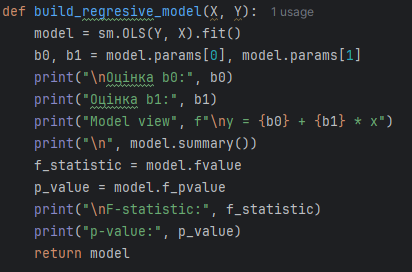 def build_regresive_model(X, Y): 1 usage
    model = sm.OLS(Y, X).fit()
    b0, b1 = model.params[0], model.params[1]
    print("\nОцінка b0:", b0)
    print("Оцінка b1:", b1)
    print("Model view", f"\ny = {b0} + {b1} * x")
    print("\n", model.summary())
    f_statistic = model.fvalue
    p_value = model.f_pvalue
    print("\nF-statistic:", f_statistic)
    print("p-value:", p_value)
    return model